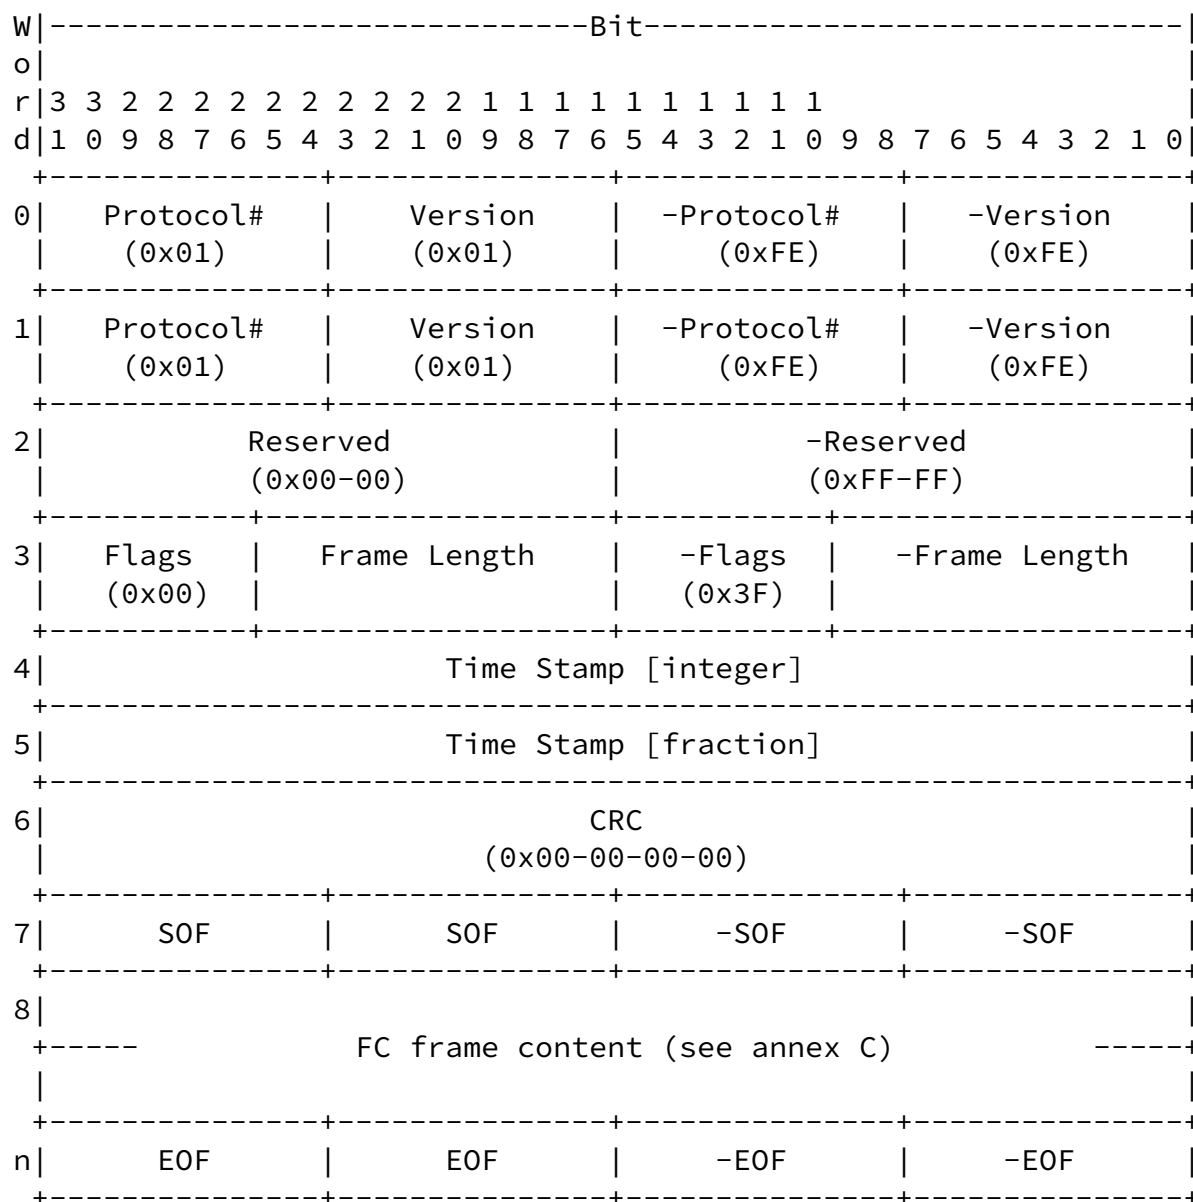 W|------------------------------Bit------------------------------|
o|                                                               |
r|3 3 2 2 2 2 2 2 2 2 2 2 1 1 1 1 1 1 1 1 1 1                    |
d|1 0 9 8 7 6 5 4 3 2 1 0 9 8 7 6 5 4 3 2 1 0 9 8 7 6 5 4 3 2 1 0|
 +---------------+---------------+---------------+---------------+
0|   Protocol#   |    Version    |  -Protocol#   |   -Version    |
 |    (0x01)     |    (0x01)     |     (0xFE)    |    (0xFE)     |
 +---------------+---------------+---------------+---------------+
1|   Protocol#   |    Version    |  -Protocol#   |   -Version    |
 |    (0x01)     |    (0x01)     |     (0xFE)    |    (0xFE)     |
 +---------------+---------------+---------------+---------------+
2|           Reserved            |          -Reserved            |
 |           (0x00-00)           |          (0xFF-FF)            |
 +-----------+-------------------+-----------+-------------------+
3|   Flags   |   Frame Length    |   -Flags  |   -Frame Length   |
 |   (0x00)  |                   |   (0x3F)  |                   |
 +-----------+-------------------+-----------+-------------------+
4|                      Time Stamp [integer]                     |
 +---------------------------------------------------------------+
5|                      Time Stamp [fraction]                    |
 +---------------------------------------------------------------+
6|                              CRC                              |
 |                        (0x00-00-00-00)                        |
 +---------------+---------------+---------------+---------------+
7|      SOF      |      SOF      |     -SOF      |     -SOF      |
 +---------------+---------------+---------------+---------------+
8|                                                               |
 +-----            FC frame content (see annex C)           -----+
 |                                                               |
 +---------------+---------------+---------------+---------------+
n|      EOF      |      EOF      |     -EOF      |     -EOF      |
 +---------------+---------------+---------------+---------------+